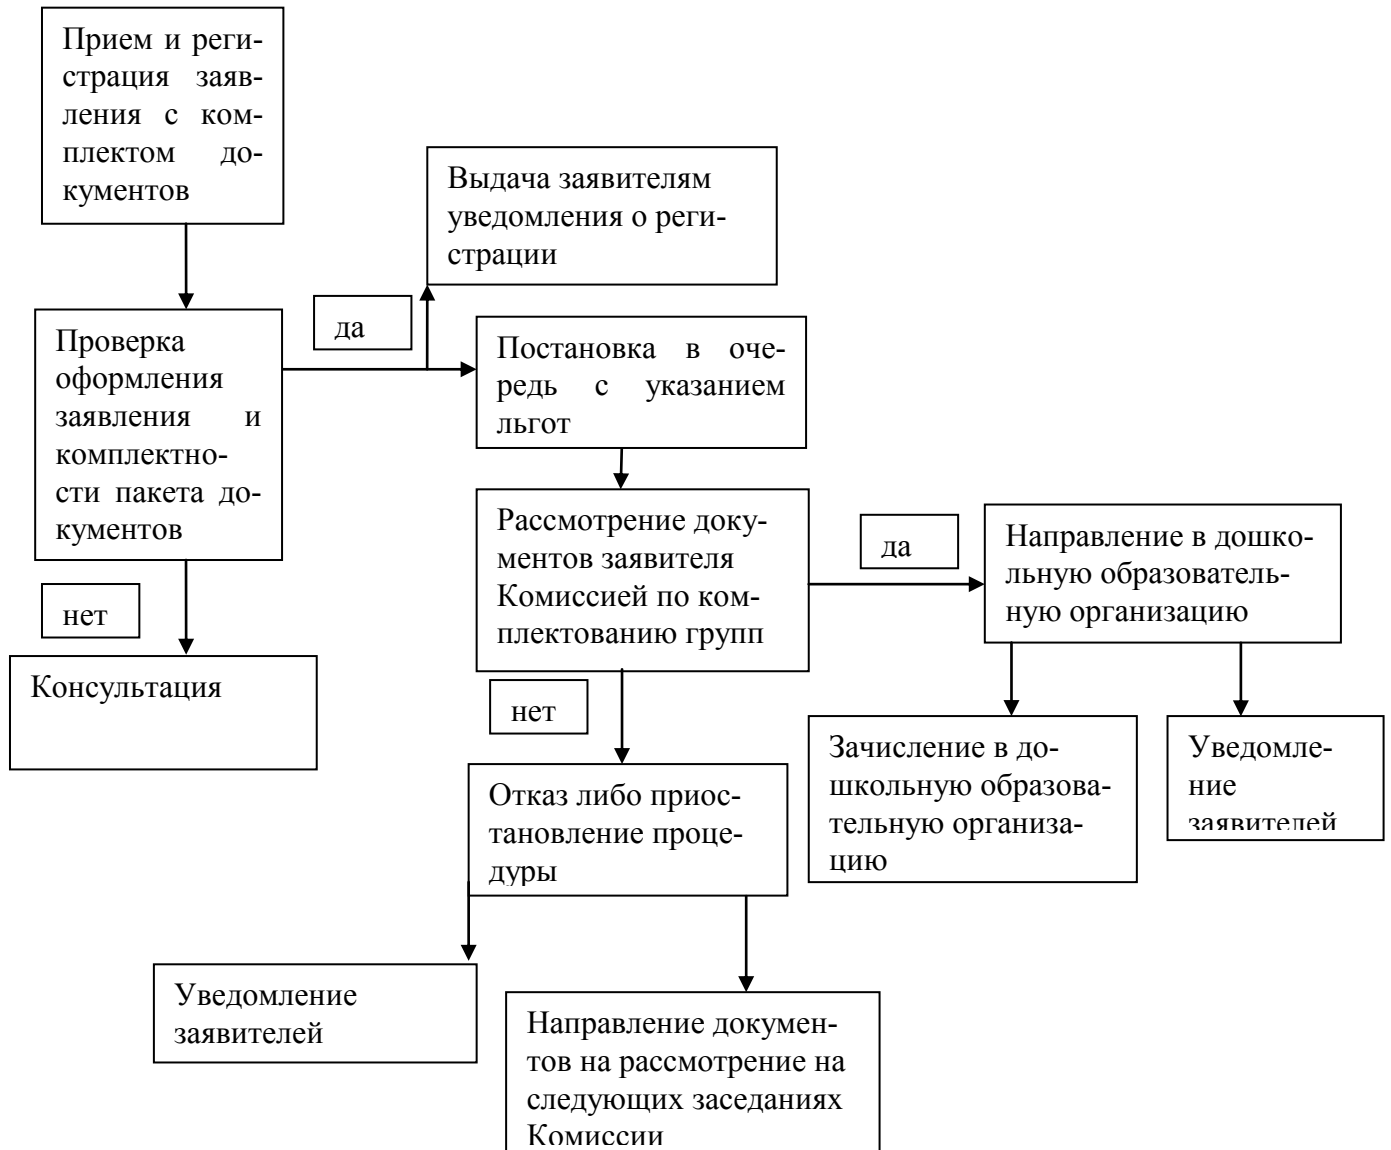 Прием и реги-
страция заяв-
ления с ком-
плектом до-
кументов
Выдача заявителям
уведомления о реги-
страции
да
Проверка
оформления
заявления и
комплектно-
сти пакета до-
кументов
Постановка в оче-
редь с указанием
льгот
Рассмотрение доку-
ментов заявителя
Комиссией по ком-
плектованию групп
да
Направление в дошко-
льную образователь-
ную организацию
нет
Консультация
нет
Зачисление в до-
школьную образова-
тельную организа-
цию
Уведомле-
ние
заявителей
Отказ либо приос-
тановление проце-
дуры
Уведомление
заявителей
Направление докумен-
тов на рассмотрение на
следующих заседаниях
Комиссии